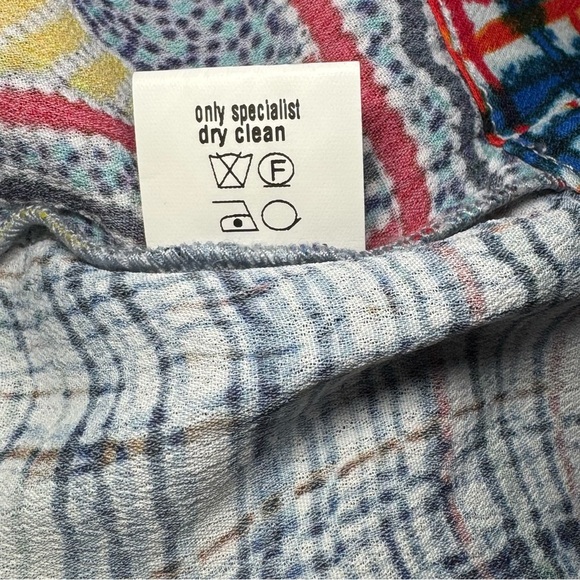 only specialist
dry clean
F